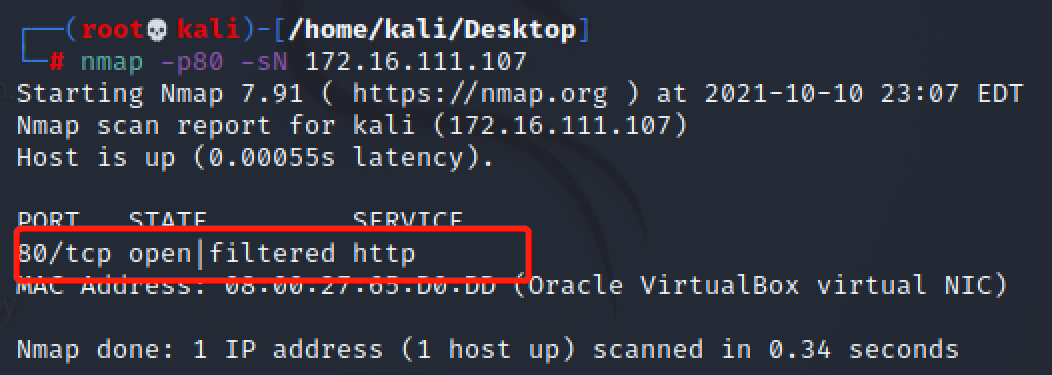 (root💀kali)-[/home/kali/Desktop]
# nmap -p80 -sN 172.16.111.107
Starting Nmap 7.91 ( https://nmap.org ) at 2021-10-10 23:07 EDT
Nmap scan report for kali (172.16.111.107)
Host is up (0.00055s latency).
PORT STATE SERVICE
80/tcp open|filtered http
MAC Address: 08:00:27:65:D0:DD (Oracle VirtualBox virtual NIC)
Nmap done: 1 IP address (1 host up) scanned in 0.34 seconds